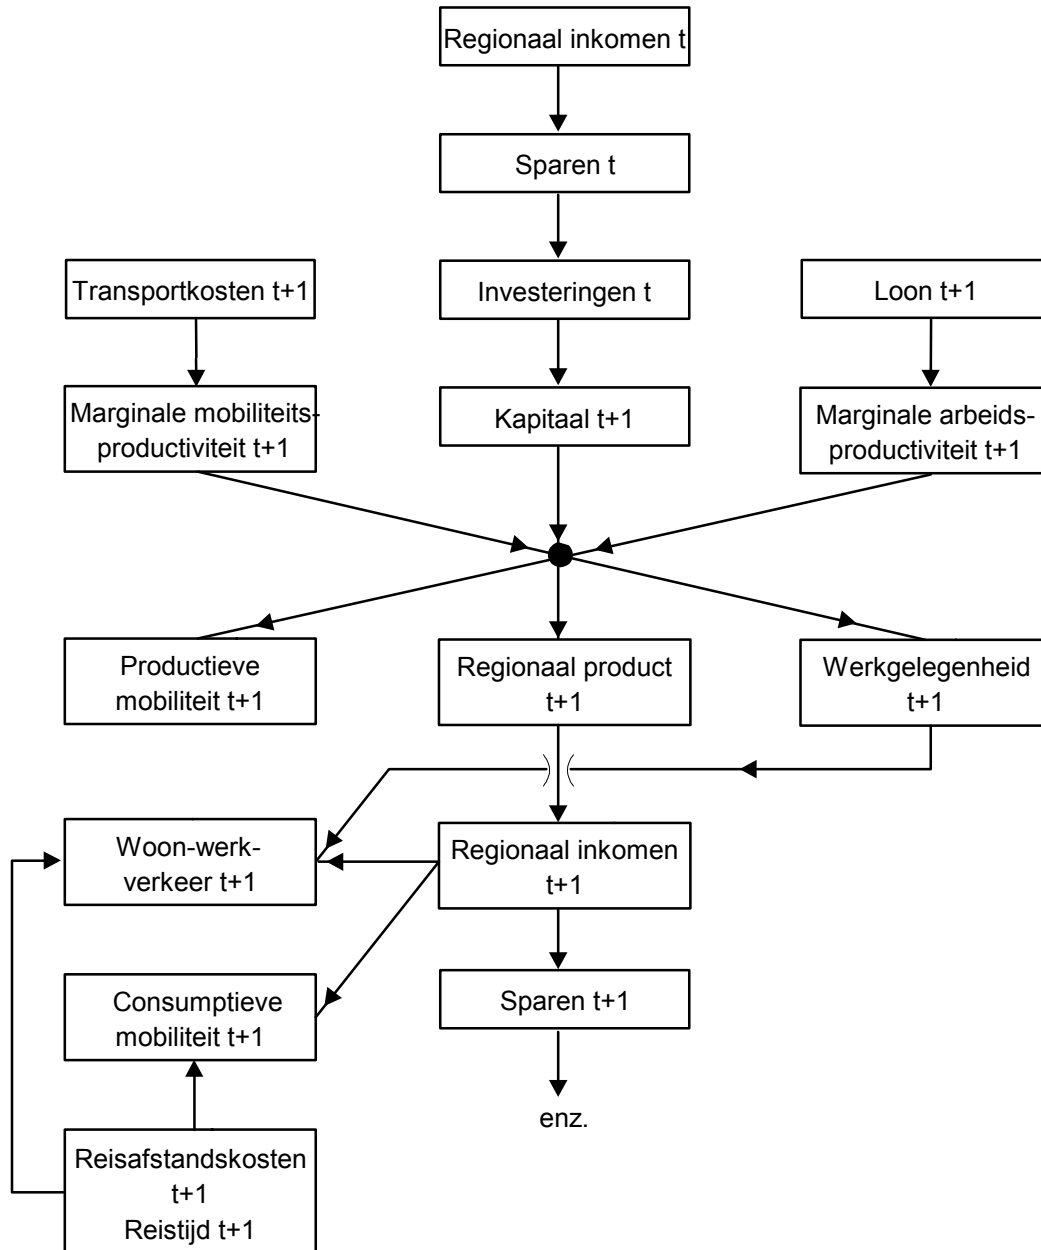 Regionaal inkomen t
Sparen t
Transportkosten t+1
Investeringen t
Loon t+1
Marginale mobiliteits-
productiviteit t+1
Kapitaal t+1
Marginale arbeids-
productiviteit t+1
Productieve
mobiliteit t+1
Regionaal product
t+1
Werkgelegenheid
t+1
Woon-werk-
verkeer t+1
Regionaal inkomen
t+1
Consumptieve
mobiliteit t+1
Sparen t+1
enz.
Reisafstandskosten
t+1
Reistijd t+1